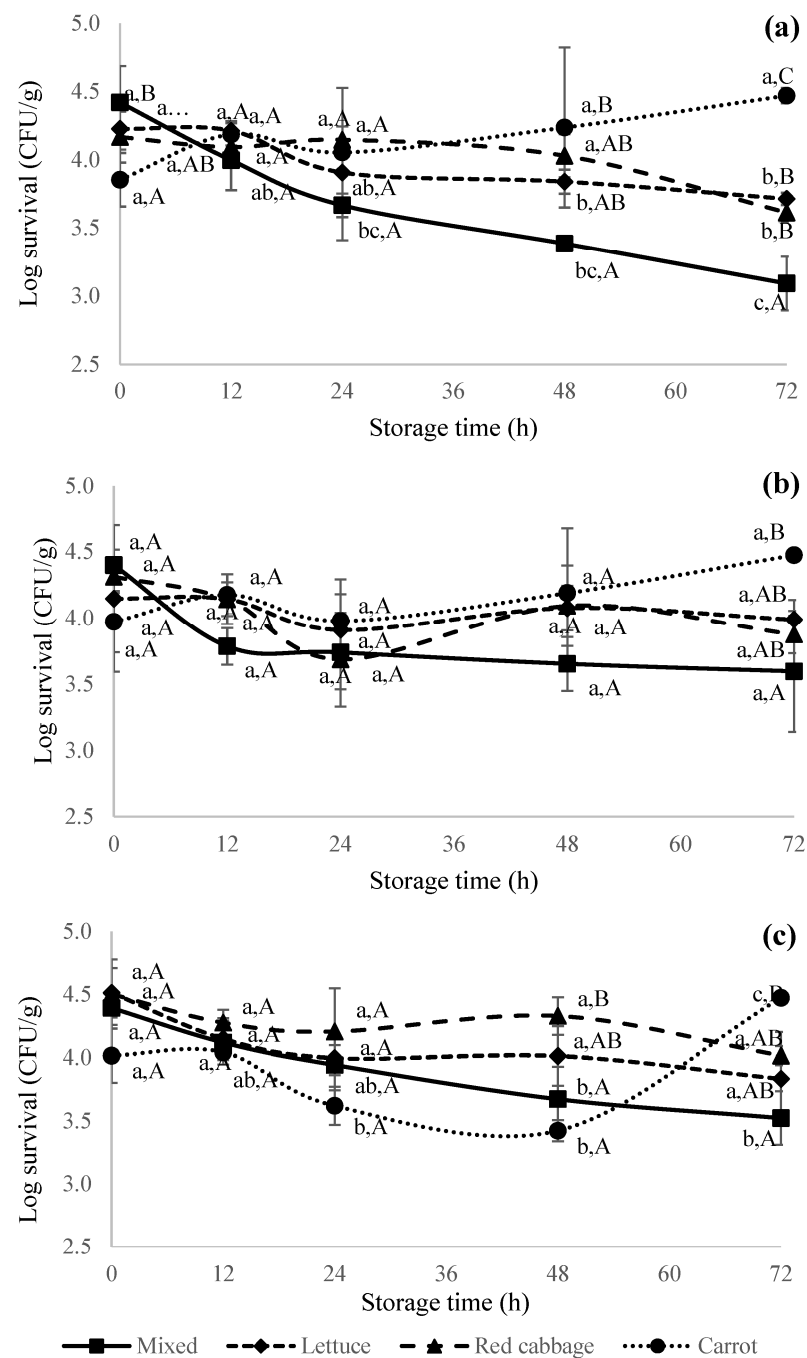 (a)
5.0
4.5
4.0
3.5
3.0
2.5
Log survival (CFU/g)
a,B
a...
a,A
a,A
a,A
a,A
a,B
a,C
a,A
a,AB
a,A
a,AB
ab,A
ab,A
b,AB
b,B
b,B
bc,A
bc,A
c,A
0 12 24 36 48 60 72
Storage time (h)
(b)
5.0
4.5
4.0
3.5
3.0
2.5
Log survival (CFU/g)
a,A
a,A
a,A
a,A
a,B
a,A
a,A
a,A
a,A
a,A
a,A
a,A
a,A
a,AB
a,A
a,A
a,A
a,A
a,AB
a,A
0 12 24 36 48 60 72
Storage time (h)
(c)
5.0
4.5
4.0
3.5
3.0
2.5
Log survival (CFU/g)
a,A
a,A
a,A
a,A
a,B
a,A
a,A
a,A
a,A
a,A
a,AB
a,AB
ab,A
ab,A
b,A
a,AB
b,A
b,A
b,A
0 12 24 36 48 60 72
Storage time (h)
Mixed Lettuce Red cabbage Carrot